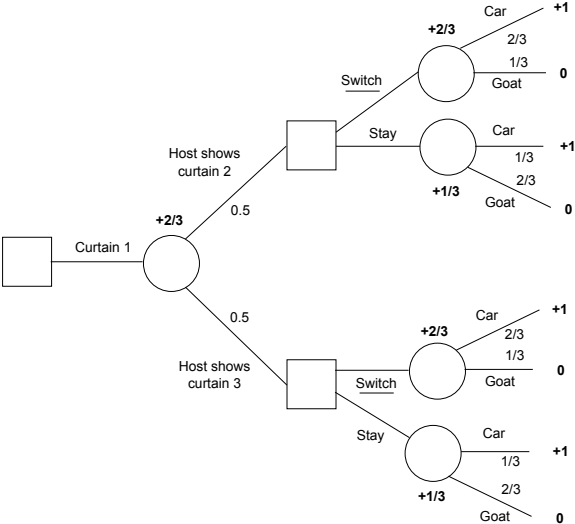 Car
+1
+2/3
2/3
1/3
0
Goat
Switch
Stay
Car
+1
1/3
2/3
+1/3
Goat
0
Host shows
curtain 2
0.5
+2/3
Curtain 1
0.5
Host shows
curtain 3
Car
+1
+2/3
2/3
1/3
0
Goat
Switch
Stay
Car
+1
1/3
2/3
+1/3
Goat
0